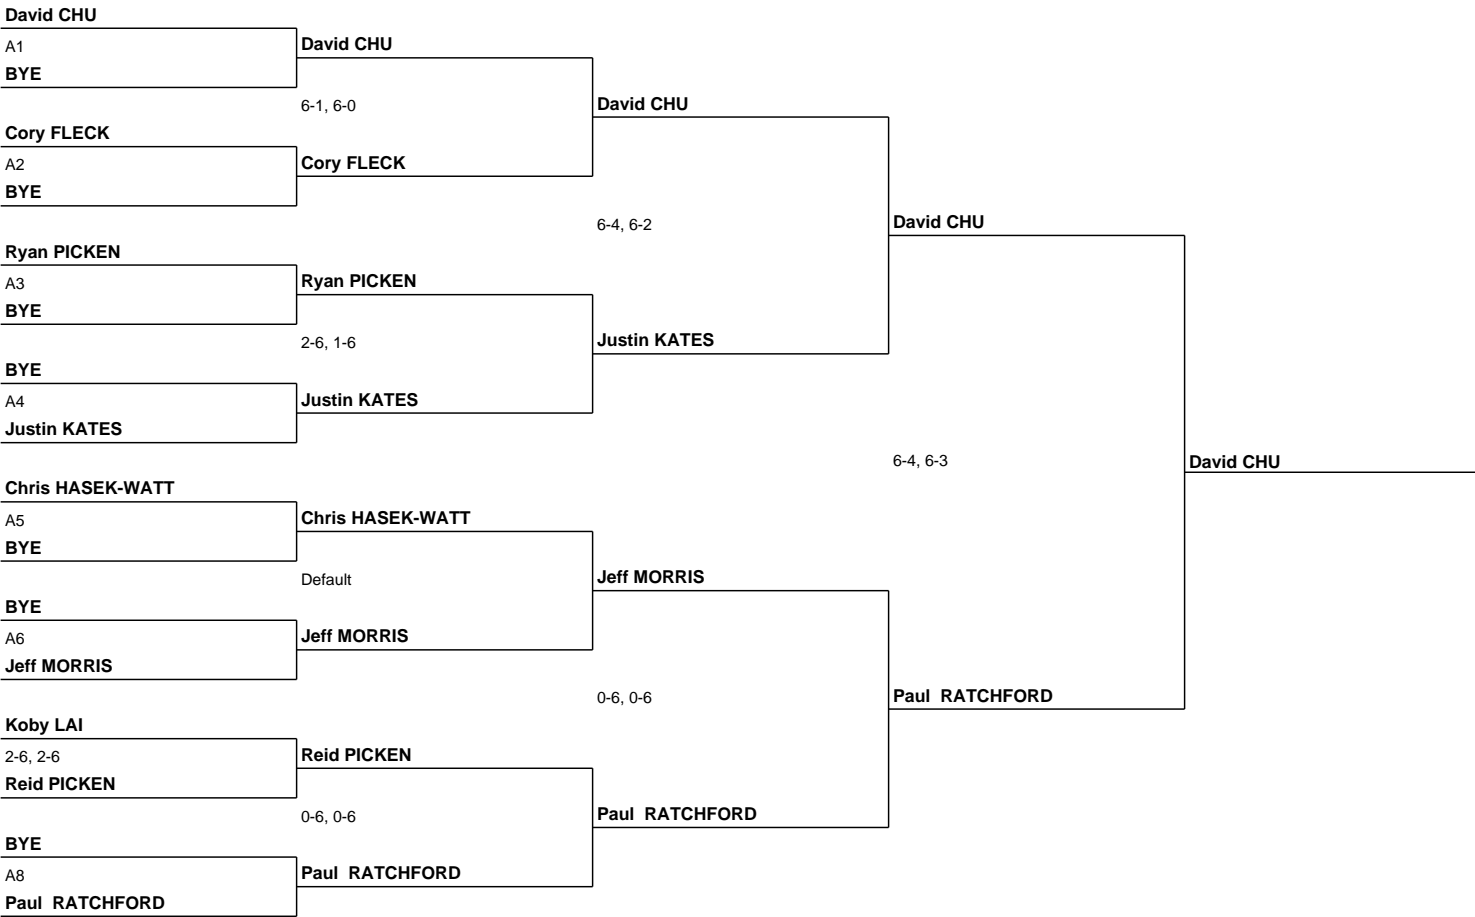 David CHU
A1
BYE
Cory FLECK
A2
BYE
Ryan PICKEN
A3
BYE
BYE
A4
Justin KATES
Chris HASEK-WATT
A5
BYE
BYE
A6
Jeff MORRIS
Koby LAI
2-6, 2-6
Reid PICKEN
BYE
A8
Paul RATCHFORD
David CHU
6-1, 6-0
Cory FLECK
Ryan PICKEN
2-6, 1-6
Justin KATES
Chris HASEK-WATT
Default
Jeff MORRIS
Reid PICKEN
0-6, 0-6
Paul RATCHFORD
David CHU
6-4, 6-2
Justin KATES
Jeff MORRIS
0-6, 0-6
Paul RATCHFORD
David CHU
6-4, 6-3
Paul RATCHFORD
David CHU